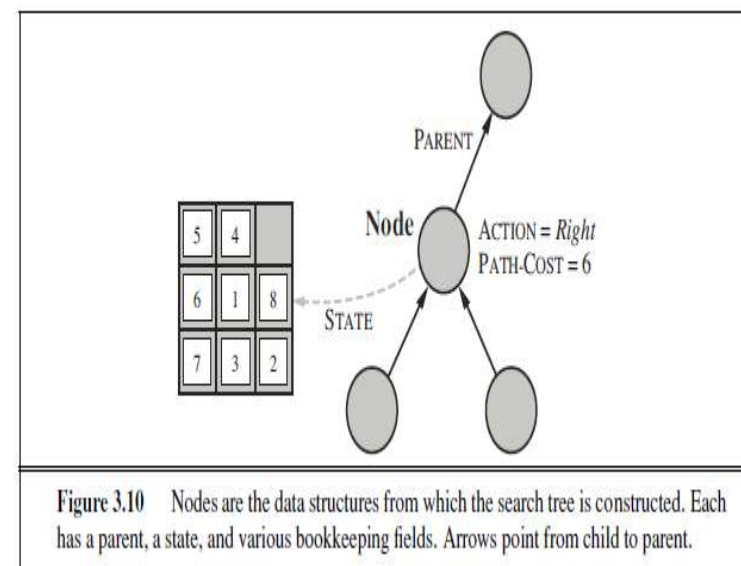 PARENT
Node
ACTION = Right
PATH-COST = 6
5 4
6 1 8
STATE
7 3 2
Figure 3.10 Nodes are the data structures from which the search tree is constructed. Each
has a parent, a state, and various bookkeeping fields. Arrows point from child to parent.